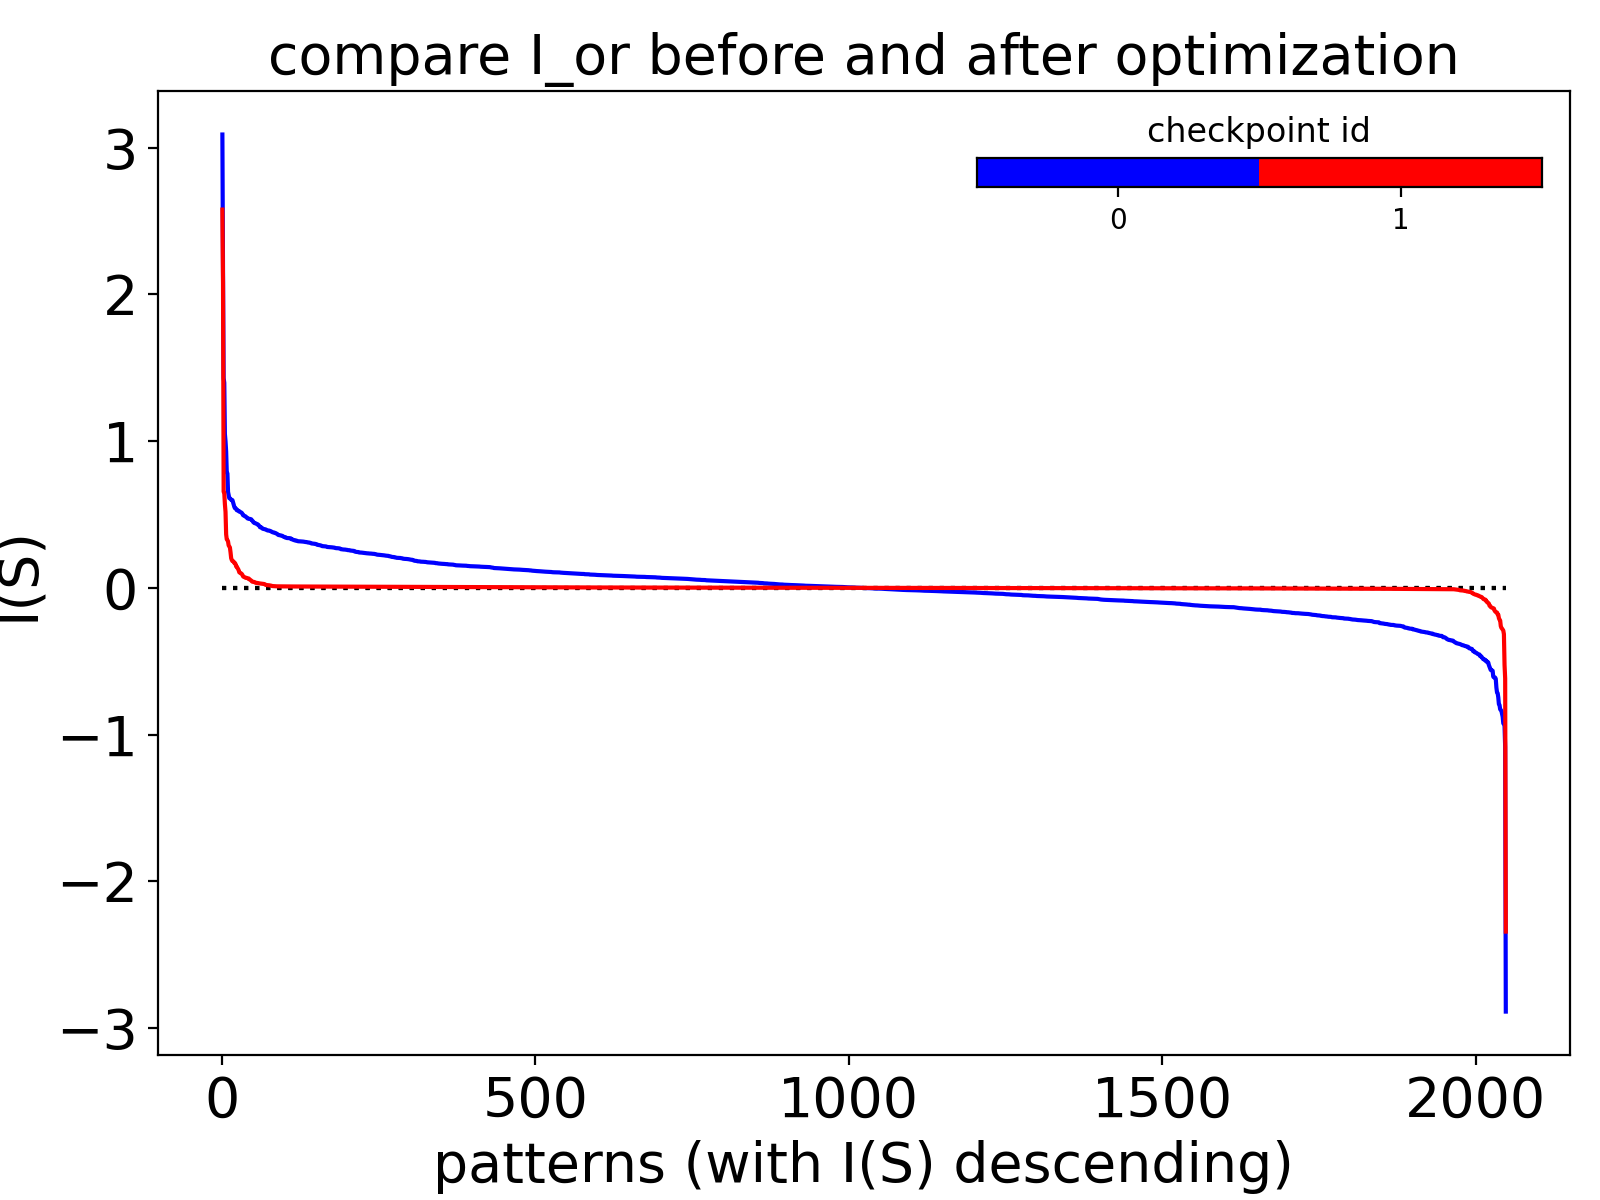 compare I_or before and after optimization
checkpoint id
0 1
3
2
1
0
−1
−2
−3
I(S)
0 500 1000 1500 2000
patterns (with I(S) descending)